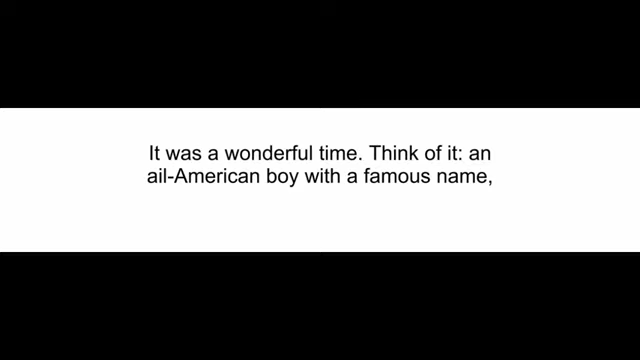 It was a wonderful time. Think of it: an
ail-American boy with a famous name,